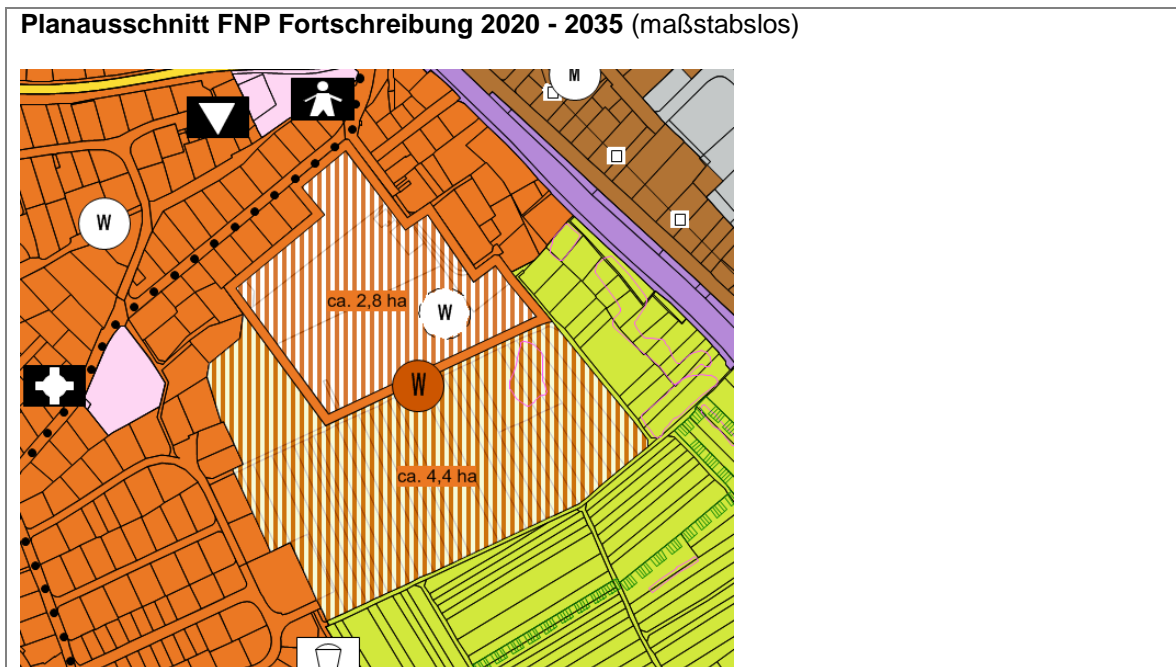 Planausschnitt FNP Fortschreibung 2020 - 2035 (maßstabslos)
M
W
ca. 2,8 ha
W
W
ca. 4,4 ha